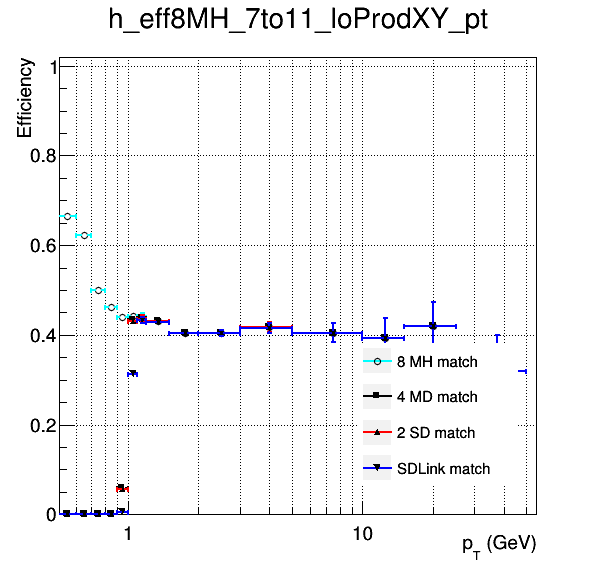 h_eff8MH_7to11_loProdXY_pt
Efficiency
1
0.8
0.6
0.4
0.2
0
8 MH match
4 MD match
2 SD match
SDLink match
1
10
p_T (GeV)